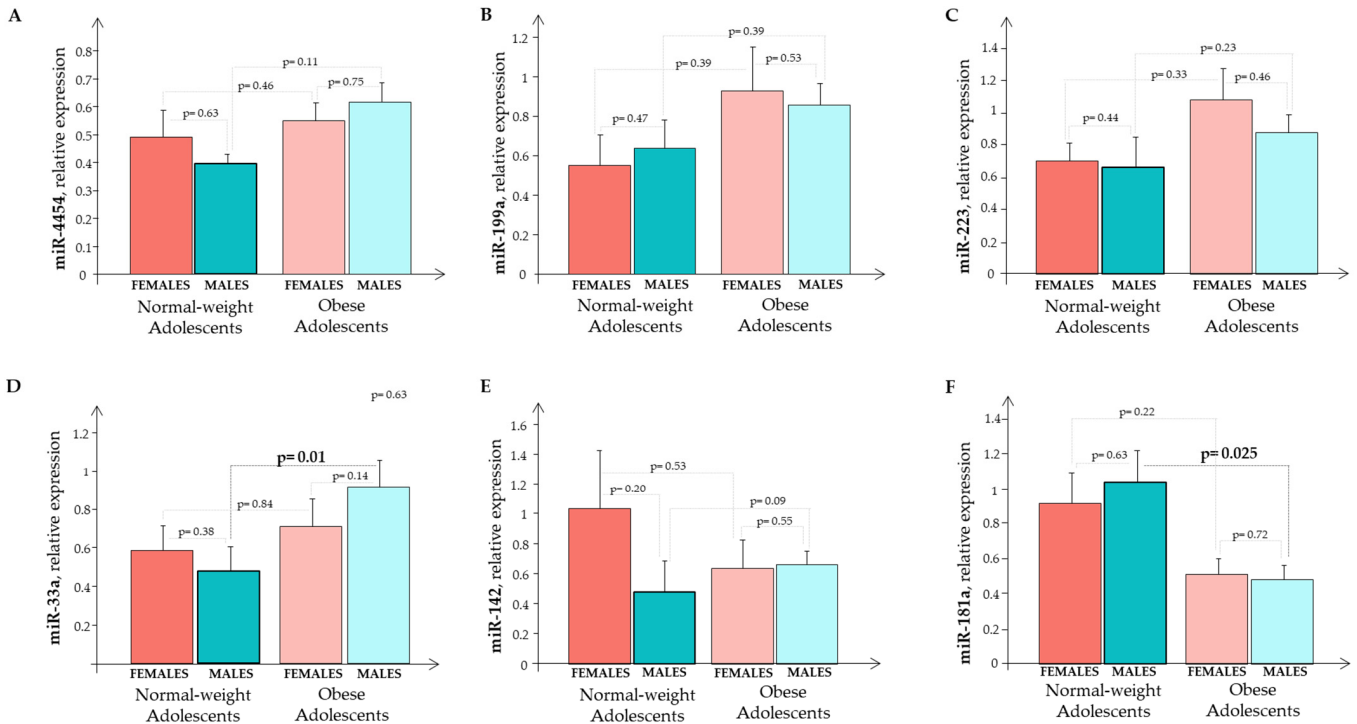 A
miR-4454, relative expression
0.8
0.7
0.6
0.5
0.4
0.3
0.2
0.1
0
p= 0.11
p= 0.46
p= 0.75
p= 0.63
FEMALES MALES FEMALES MALES
Normal-weight Adolescents
Obese Adolescents
B
miR-199a, relative expression
1.2
1
0.8
0.6
0.4
0.2
0
p= 0.39
p= 0.39
p= 0.53
p= 0.47
FEMALES MALES FEMALES MALES
Normal-weight Adolescents
Obese Adolescents
C
miR-223, relative expression
1.4
1.2
1
0.8
0.6
0.4
0.2
0
p= 0.23
p= 0.33
p= 0.46
p= 0.44
FEMALES MALES FEMALES MALES
Normal-weight Adolescents
Obese Adolescents
D
miR-33a, relative expression
1.2
1
0.8
0.6
0.4
0.2
p= 0.63
p= 0.01
p= 0.14
p= 0.84
p= 0.38
FEMALES MALES FEMALES MALES
Normal-weight Adolescents
Obese Adolescents
E
miR-142, relative expression
1.6
1.4
1.2
1
0.8
0.6
0.4
0.2
0
p= 0.53
p= 0.20
p= 0.09
p= 0.55
FEMALES MALES FEMALES MALES
Normal-weight Adolescents
Obese Adolescents
F
miR-181a, relative expression
1.4
1.2
1
0.8
0.6
0.4
0.2
0
p= 0.22
p= 0.63
p= 0.025
p= 0.72
FEMALES MALES FEMALES MALES
Normal-weight Adolescents
Obese Adolescents